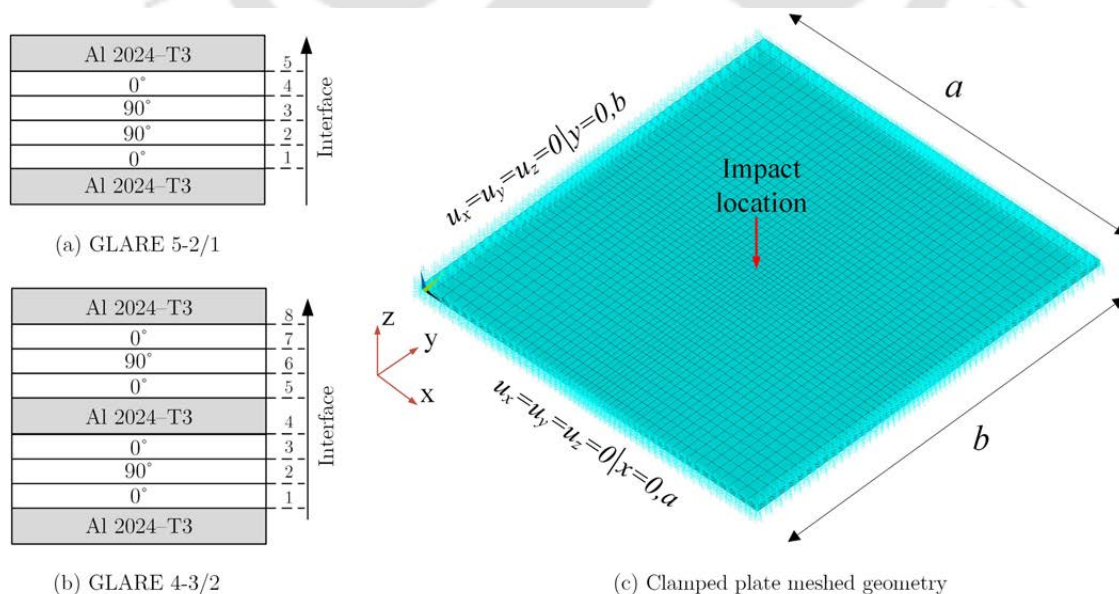 Al 2024–T3
0°
90°
90°
0°
Al 2024–T3
5
4
3
2
1
Interface
(a) GLARE 5-2/1
Al 2024–T3
0°
90°
0°
Al 2024–T3
0°
90°
0°
Al 2024–T3
8
7
6
5
4
3
2
1
Interface
(b) GLARE 4-3/2
u_x=u_y=u_z=0|y=0,b
a
Impact
location
z
y
x
u_x=u_y=u_z=0|x=0,a
b
(c) Clamped plate meshed geometry